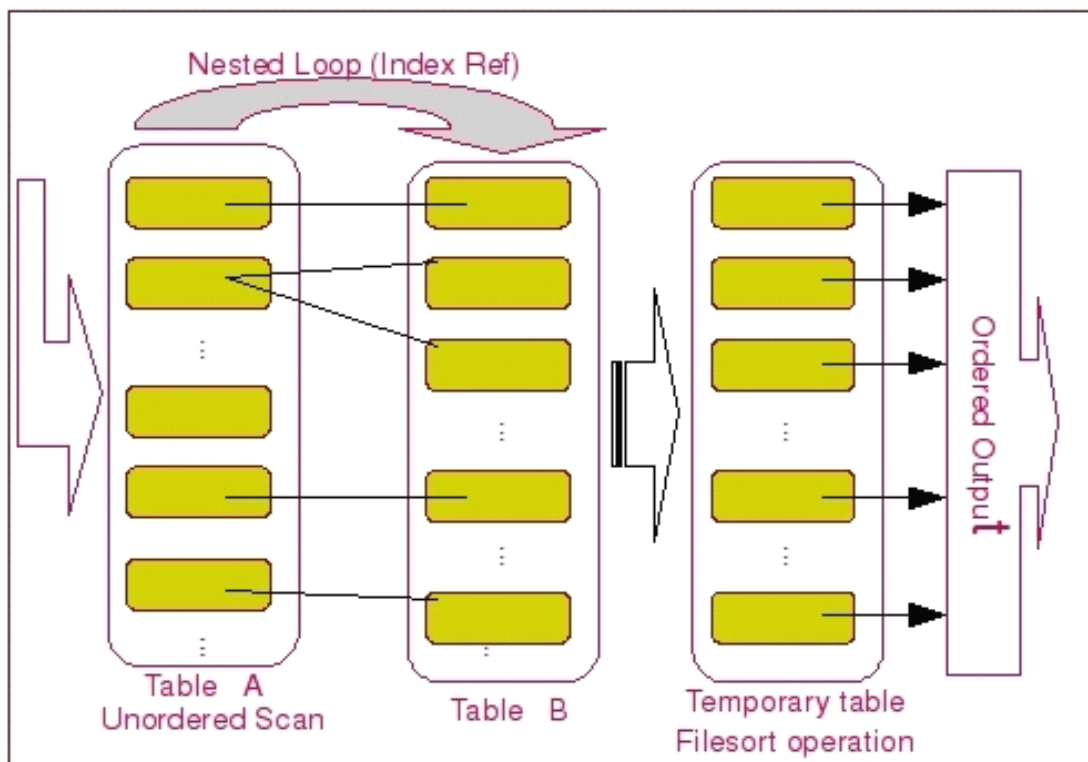 Nested Loop (Index Ref)
Table A
Unordered Scan
Table B
Temporary table
Filesort operation
Ordered Output